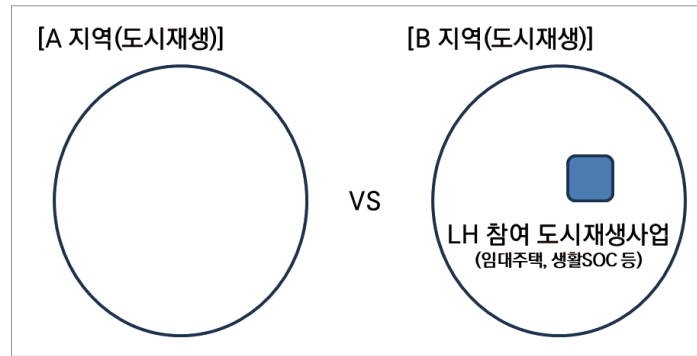 [A 지역(도시재생)]
[B 지역(도시재생)]
VS
LH 참여 도시재생사업
(임대주택, 생활SOC 등)